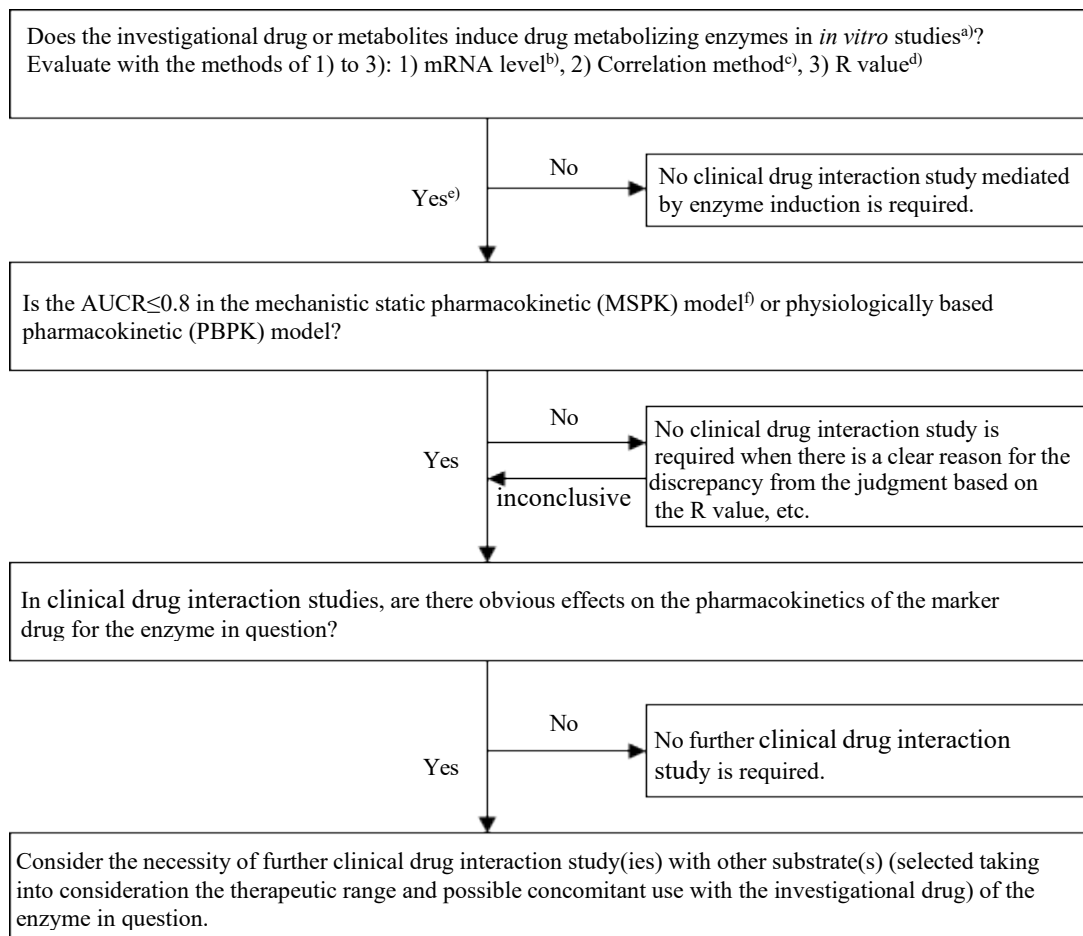 Does the investigational drug or metabolites induce drug metabolizing enzymes in in vitro studies^a)?
Evaluate with the methods of 1) to 3): 1) mRNA level^b), 2) Correlation method^c), 3) R value^d)
No
Yes^e)
No clinical drug interaction study mediated
by enzyme induction is required.
Is the AUCR≤0.8 in the mechanistic static pharmacokinetic (MSPK) model^f) or physiologically based
pharmacokinetic (PBPK) model?
No
Yes
inconclusive
No clinical drug interaction study is
required when there is a clear reason for the
discrepancy from the judgment based on
the R value, etc.
In clinical drug interaction studies, are there obvious effects on the pharmacokinetics of the marker
drug for the enzyme in question?
No
Yes
No further clinical drug interaction
study is required.
Consider the necessity of further clinical drug interaction study(ies) with other substrate(s) (selected taking
into consideration the therapeutic range and possible concomitant use with the investigational drug) of the
enzyme in question.